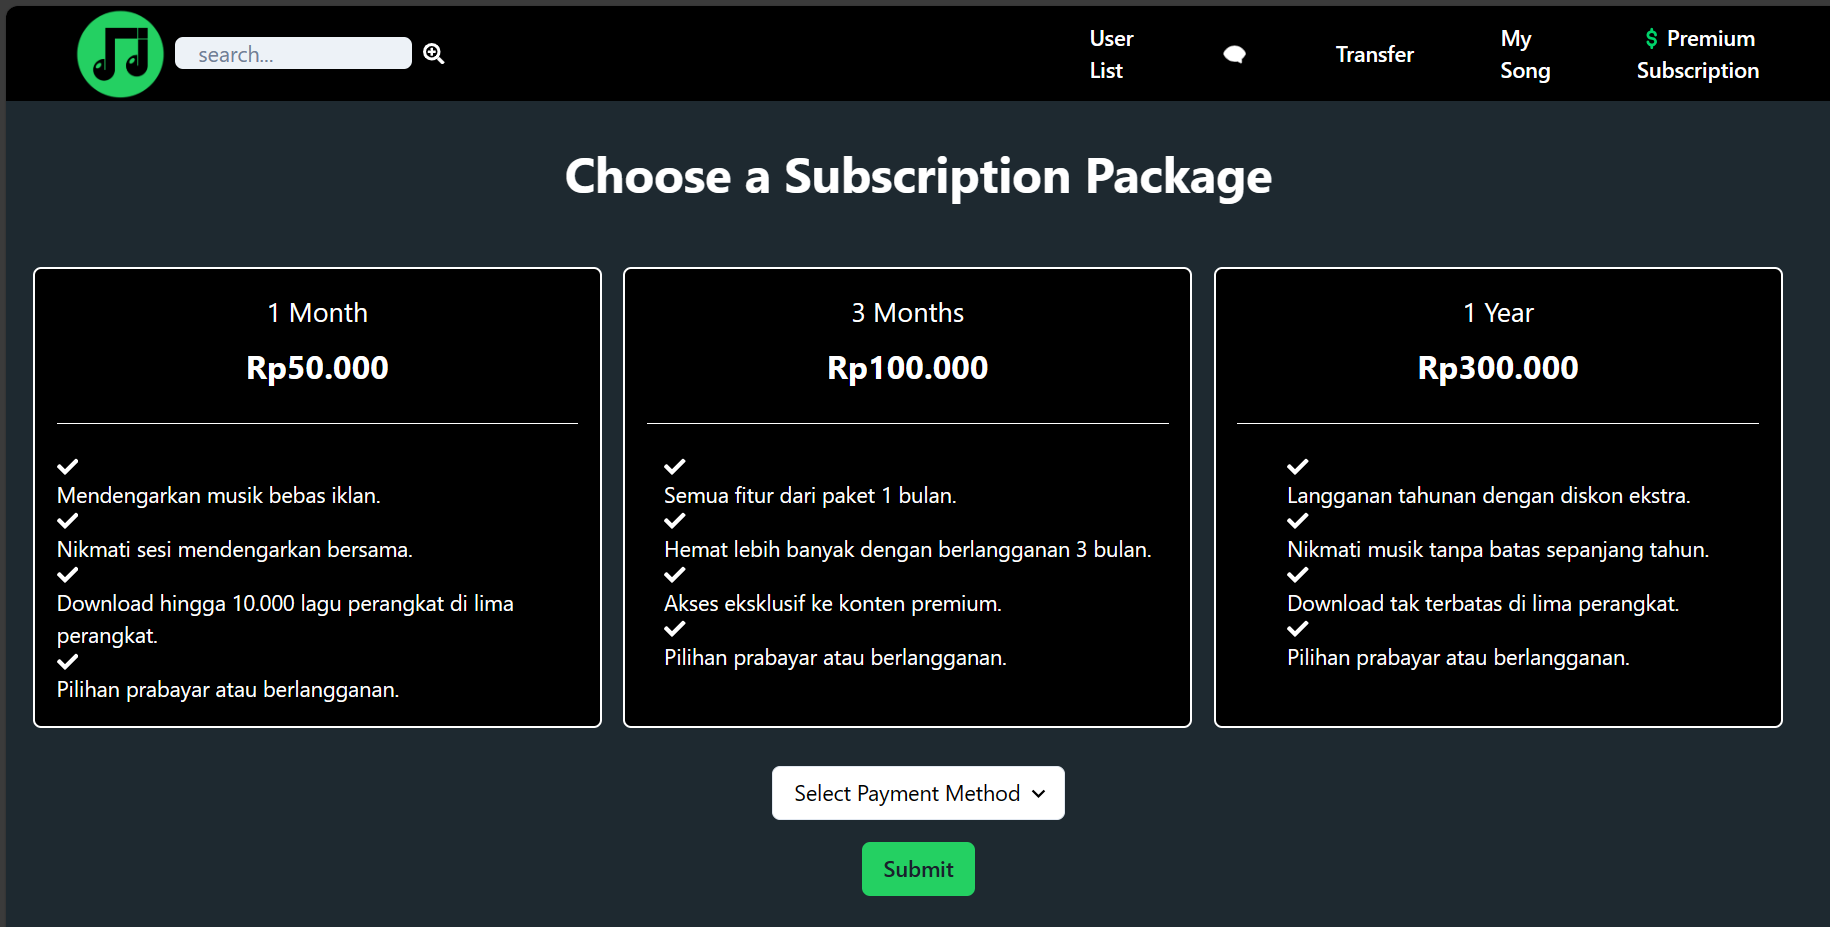 search...
User
List
Transfer
My
Song
$ Premium
Subscription
Choose a Subscription Package
1 Month
Rp50.000
Mendengarkan musik bebas iklan.
Nikmati sesi mendengarkan bersama.
Download hingga 10.000 lagu perangkat di lima
perangkat.
Pilihan prabayar atau berlangganan.
3 Months
Rp100.000
Semua fitur dari paket 1 bulan.
Hemat lebih banyak dengan berlangganan 3 bulan.
Akses eksklusif ke konten premium.
Pilihan prabayar atau berlangganan.
1 Year
Rp300.000
Langganan tahunan dengan diskon ekstra.
Nikmati musik tanpa batas sepanjang tahun.
Download tak terbatas di lima perangkat.
Pilihan prabayar atau berlangganan.
Select Payment Method
Submit